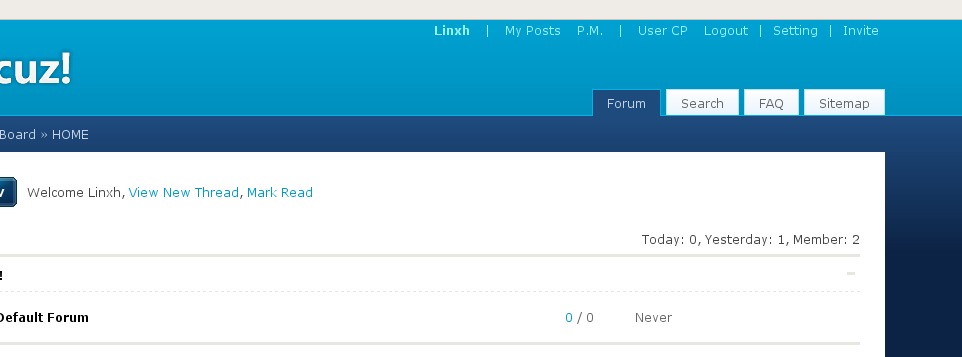 Linxh | My Posts P.M. | User CP Logout | Setting | Invite
cuz!
Forum Search FAQ Sitemap
Board » HOME
Welcome Linxh, View New Thread, Mark Read
Today: 0, Yesterday: 1, Member: 2
!
Default Forum 0 / 0 Never